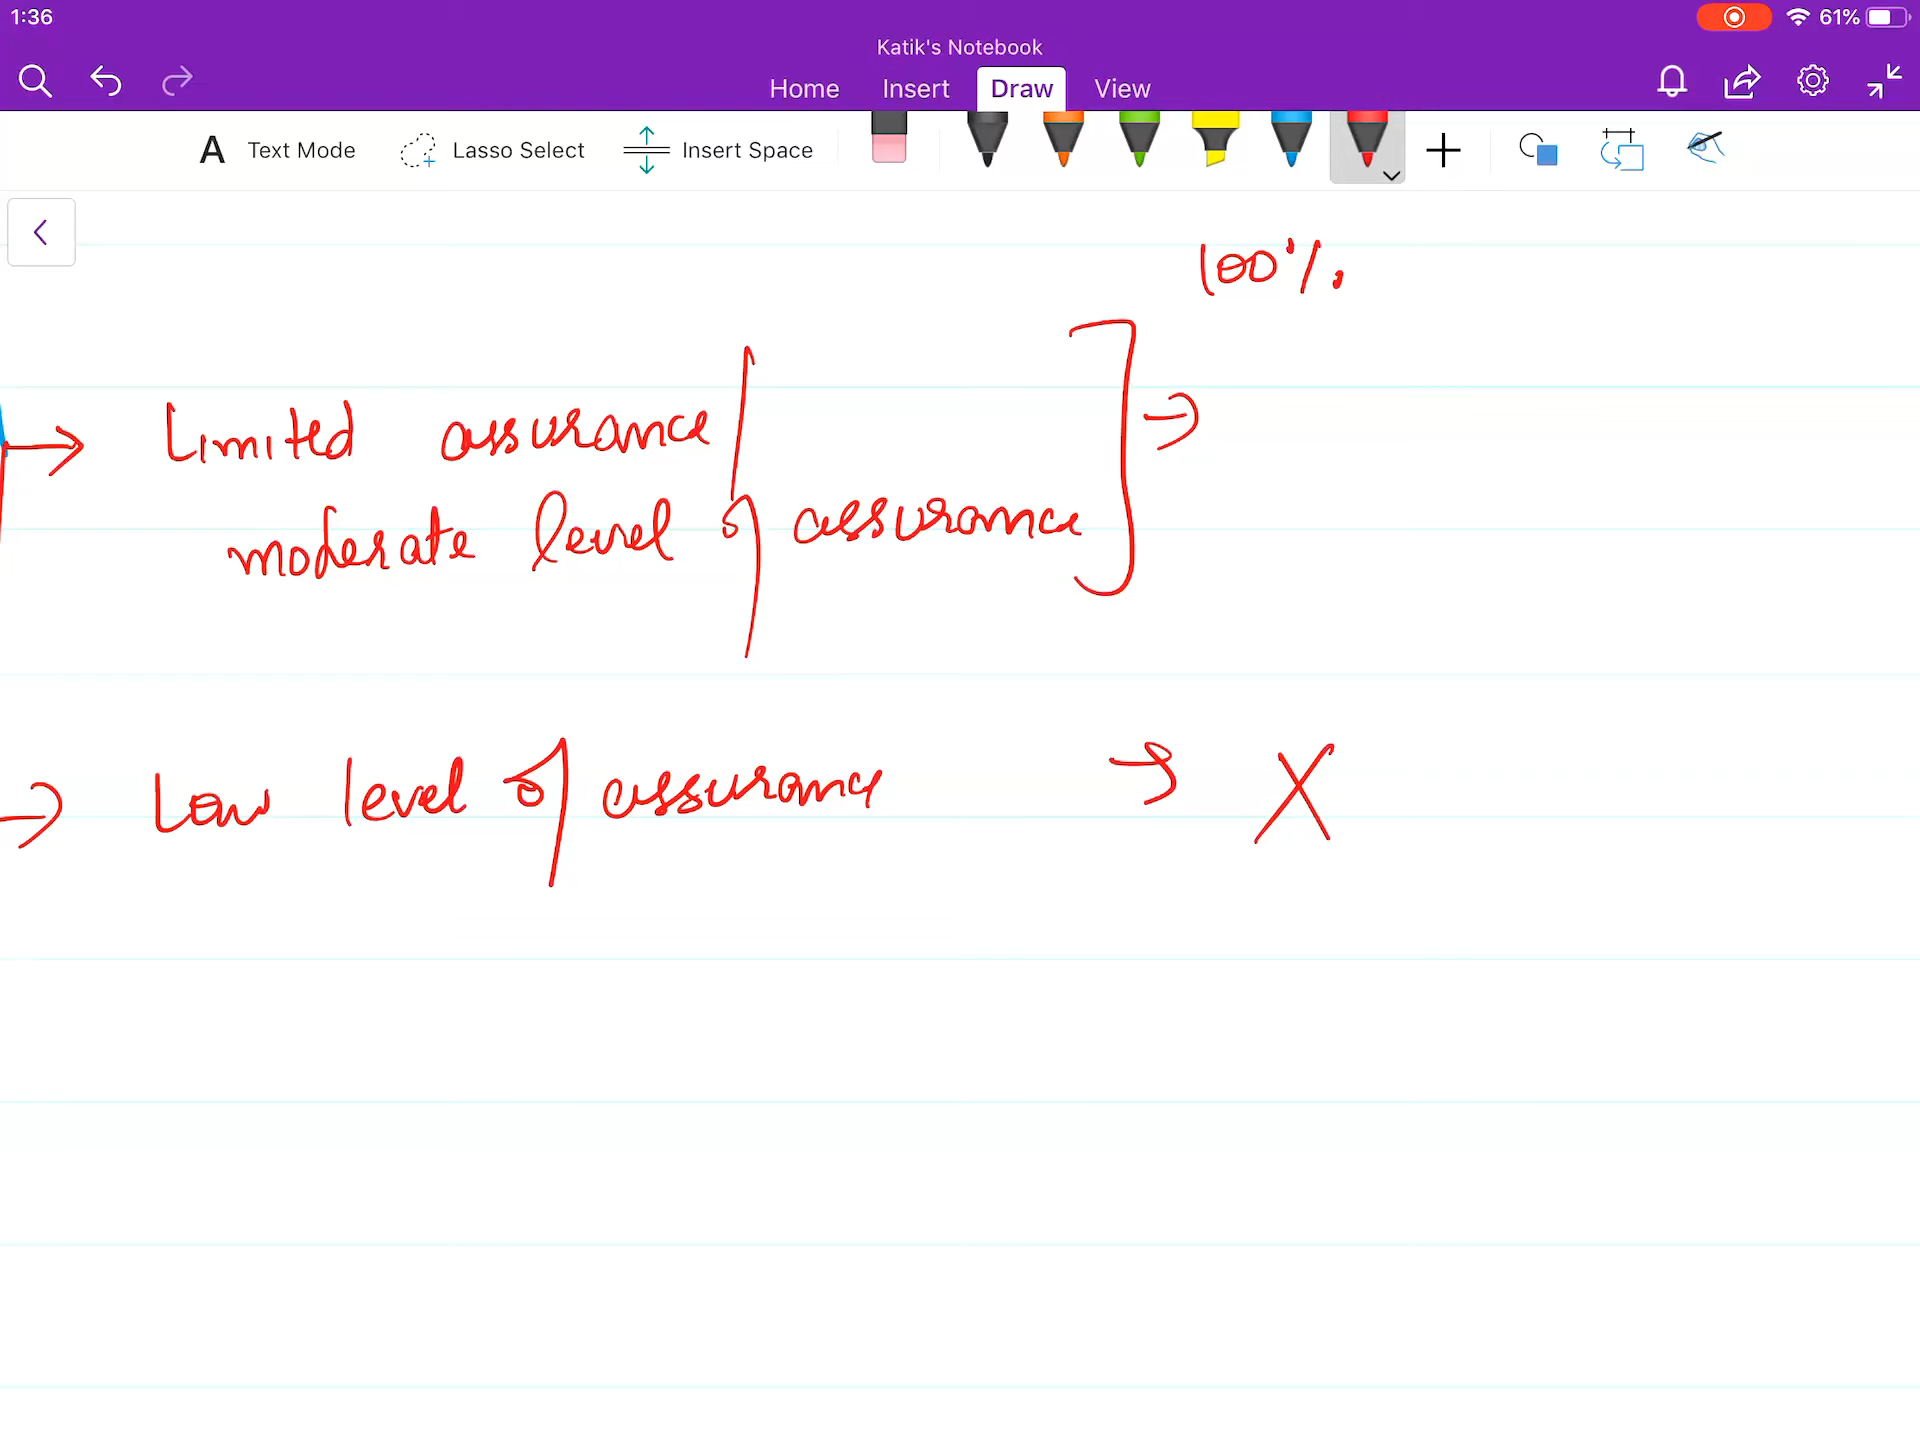 1:36
61%
Katik's Notebook
Home Insert Draw View
A Text Mode Lasso Select Insert Space
100%.
→ Limited assurance /
moderate level of assurance ] →
→ Low level of assurance → X